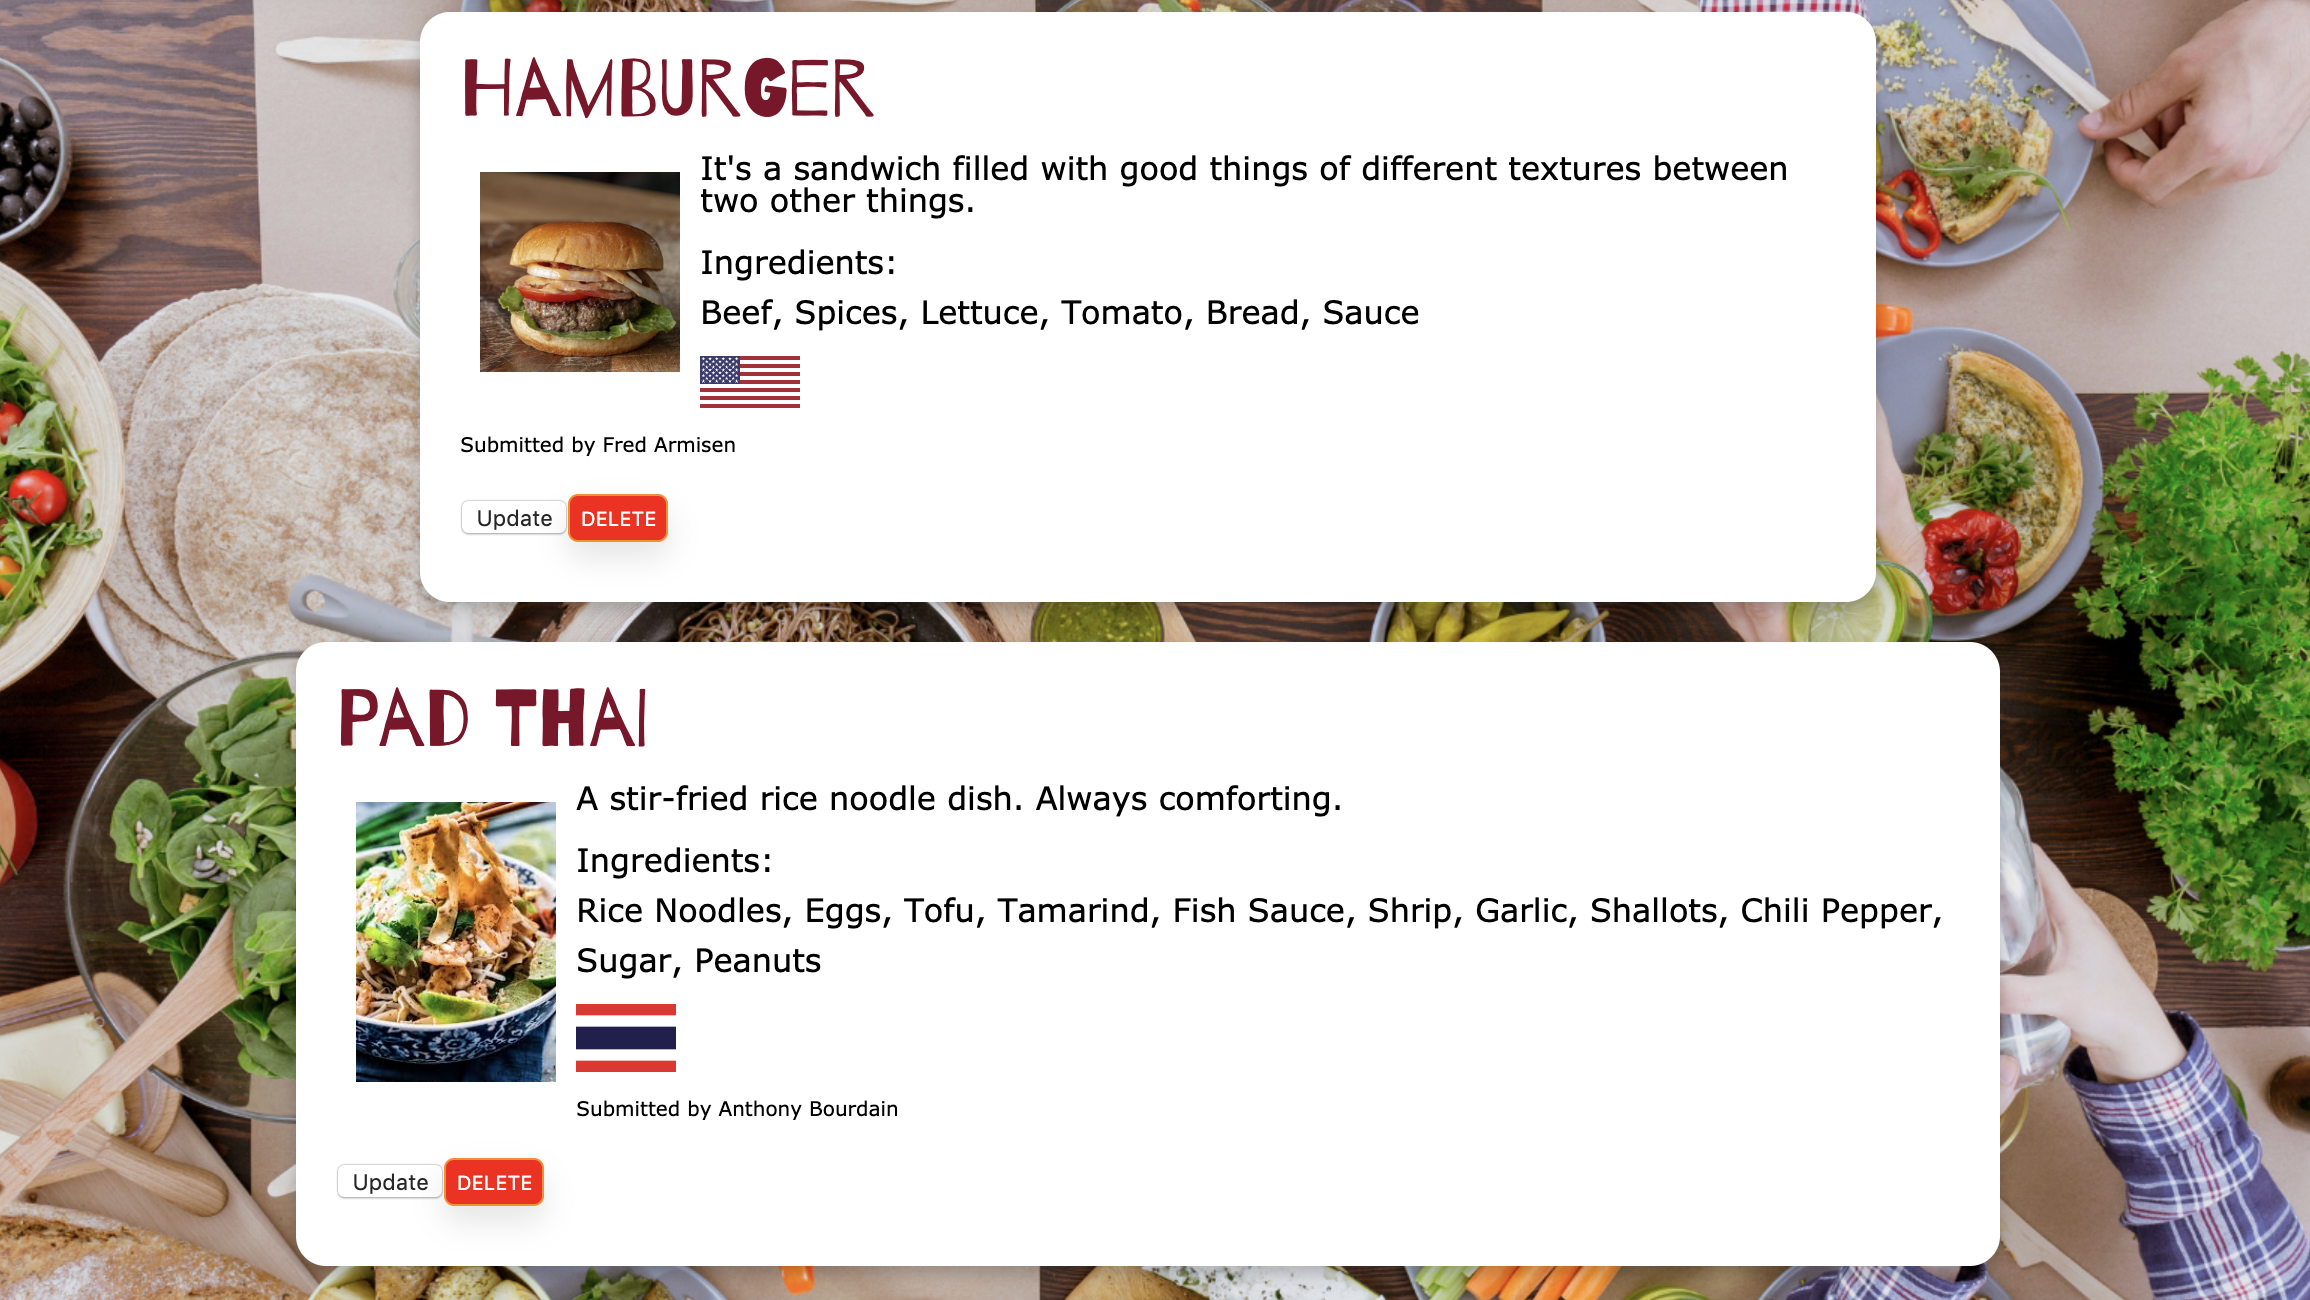 HAMBURGER
It's a sandwich filled with good things of different textures between
two other things.
Ingredients:
Beef, Spices, Lettuce, Tomato, Bread, Sauce
Submitted by Fred Armisen
Update DELETE
PAD THAI
A stir-fried rice noodle dish. Always comforting.
Ingredients:
Rice Noodles, Eggs, Tofu, Tamarind, Fish Sauce, Shrip, Garlic, Shallots, Chili Pepper,
Sugar, Peanuts
Submitted by Anthony Bourdain
Update DELETE